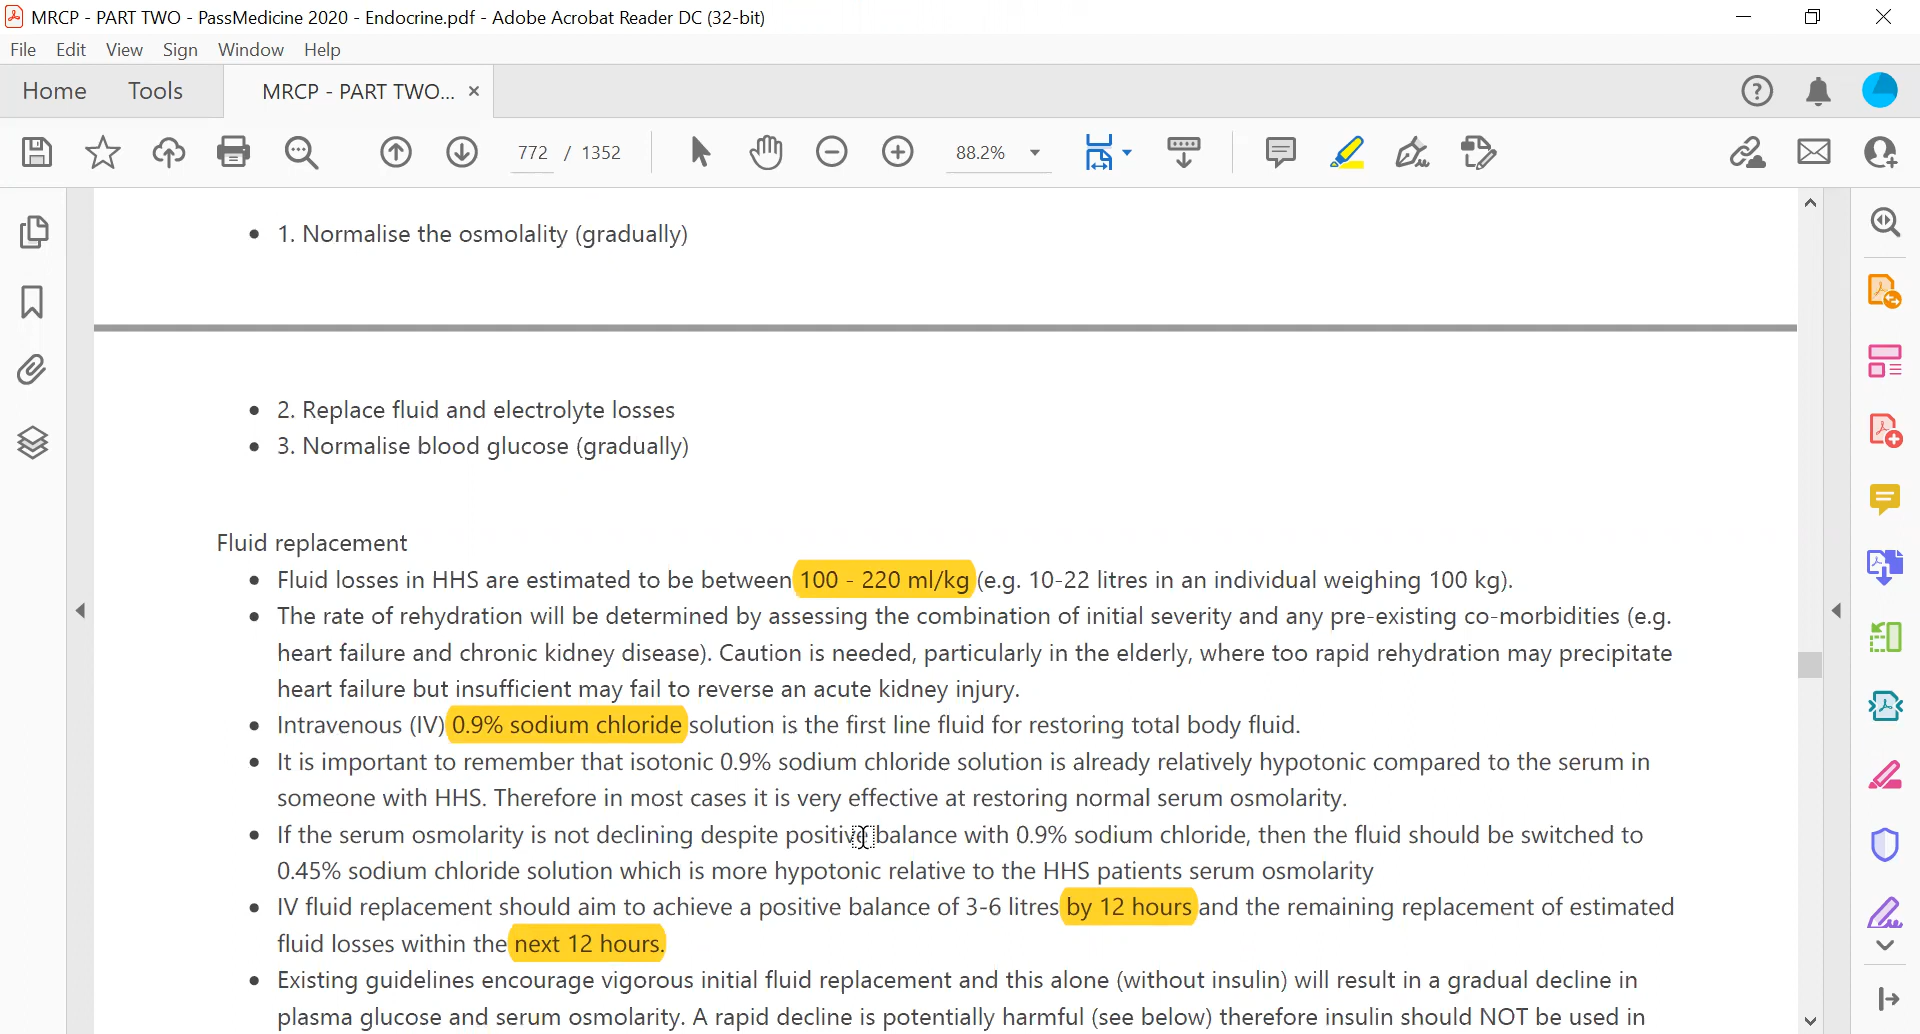 MRCP - PART TWO - PassMedicine 2020 - Endocrine.pdf - Adobe Acrobat Reader DC (32-bit)
File Edit View Sign Window Help
Home Tools MRCP - PART TWO... ×
772 / 1352 88.2%
• 1. Normalise the osmolality (gradually)
• 2. Replace fluid and electrolyte losses
• 3. Normalise blood glucose (gradually)
Fluid replacement
• Fluid losses in HHS are estimated to be between 100 - 220 ml/kg (e.g. 10-22 litres in an individual weighing 100 kg).
• The rate of rehydration will be determined by assessing the combination of initial severity and any pre-existing co-morbidities (e.g.
heart failure and chronic kidney disease). Caution is needed, particularly in the elderly, where too rapid rehydration may precipitate
heart failure but insufficient may fail to reverse an acute kidney injury.
• Intravenous (IV) 0.9% sodium chloride solution is the first line fluid for restoring total body fluid.
• It is important to remember that isotonic 0.9% sodium chloride solution is already relatively hypotonic compared to the serum in
someone with HHS. Therefore in most cases it is very effective at restoring normal serum osmolarity.
• If the serum osmolarity is not declining despite positive balance with 0.9% sodium chloride, then the fluid should be switched to
0.45% sodium chloride solution which is more hypotonic relative to the HHS patients serum osmolarity
• IV fluid replacement should aim to achieve a positive balance of 3-6 litres by 12 hours and the remaining replacement of estimated
fluid losses within the next 12 hours.
• Existing guidelines encourage vigorous initial fluid replacement and this alone (without insulin) will result in a gradual decline in
plasma glucose and serum osmolarity. A rapid decline is potentially harmful (see below) therefore insulin should NOT be used in